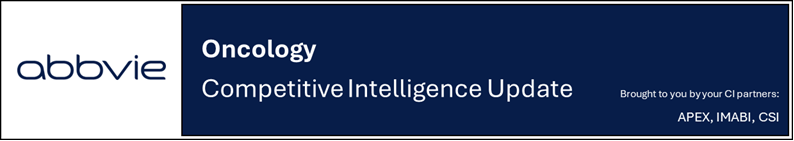 abbvie
Oncology
Competitive Intelligence Update
Brought to you by your CI partners:
APEX, IMABI, CSI